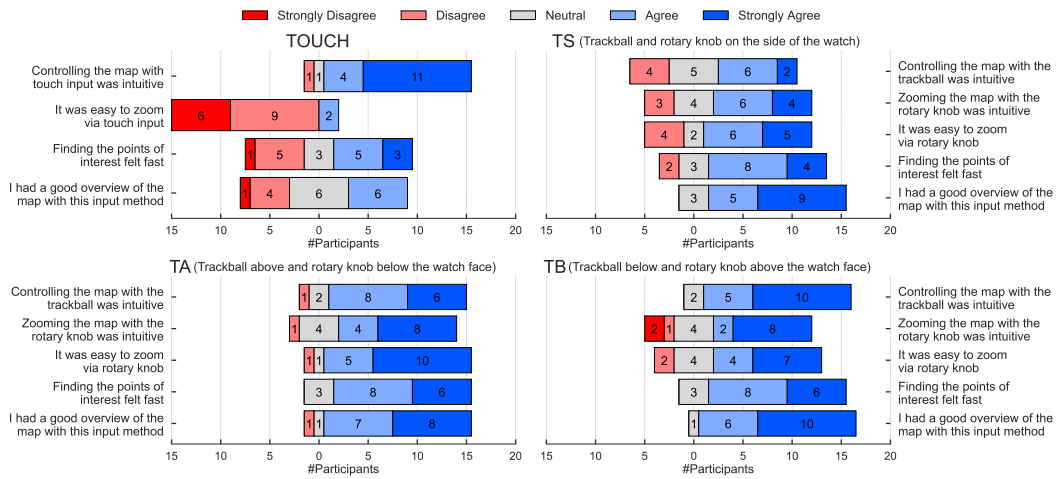 Strongly Disagree Disagree Neutral Agree Strongly Agree
TOUCH
Controlling the map with
touch input was intuitive
1 1 4 11
It was easy to zoom
via touch input
6 9 2
Finding the points of
interest felt fast
1 5 3 5 3
I had a good overview of the
map with this input method
1 4 6 6
15 10 5 0 5 10 15 20
#Participants
TS (Trackball and rotary knob on the side of the watch)
4 5 6 2
Controlling the map with the
trackball was intuitive
3 4 6 4
Zooming the map with the
rotary knob was intuitive
4 2 6 5
It was easy to zoom
via rotary knob
2 3 8 4
Finding the points of
interest felt fast
3 5 9
I had a good overview of the
map with this input method
15 10 5 0 5 10 15 20
#Participants
TA (Trackball above and rotary knob below the watch face)
Controlling the map with the
trackball was intuitive
1 2 8 6
Zooming the map with the
rotary knob was intuitive
1 4 4 8
It was easy to zoom
via rotary knob
1 1 5 10
Finding the points of
interest felt fast
3 8 6
I had a good overview of the
map with this input method
1 1 7 8
15 10 5 0 5 10 15 20
#Participants
TB (Trackball below and rotary knob above the watch face)
2 5 10
Controlling the map with the
trackball was intuitive
2 1 4 2 8
Zooming the map with the
rotary knob was intuitive
2 4 4 7
It was easy to zoom
via rotary knob
3 8 6
Finding the points of
interest felt fast
1 6 10
I had a good overview of the
map with this input method
15 10 5 0 5 10 15 20
#Participants